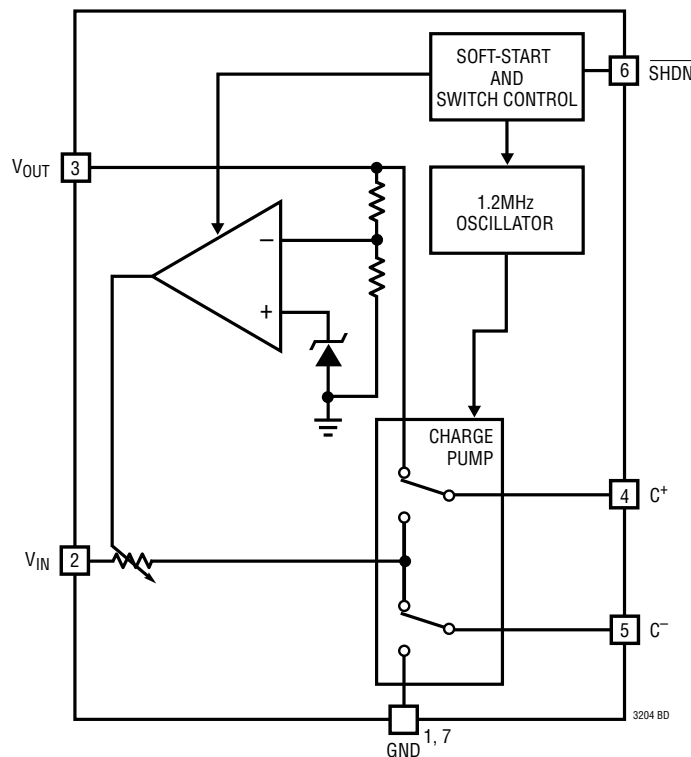 SOFT-START
AND
SWITCH CONTROL
6
SHDN
VOUT
3
1.2MHz
OSCILLATOR
–
+
CHARGE
PUMP
4
C+
VIN
2
5
C–
3204 BD
1, 7
GND